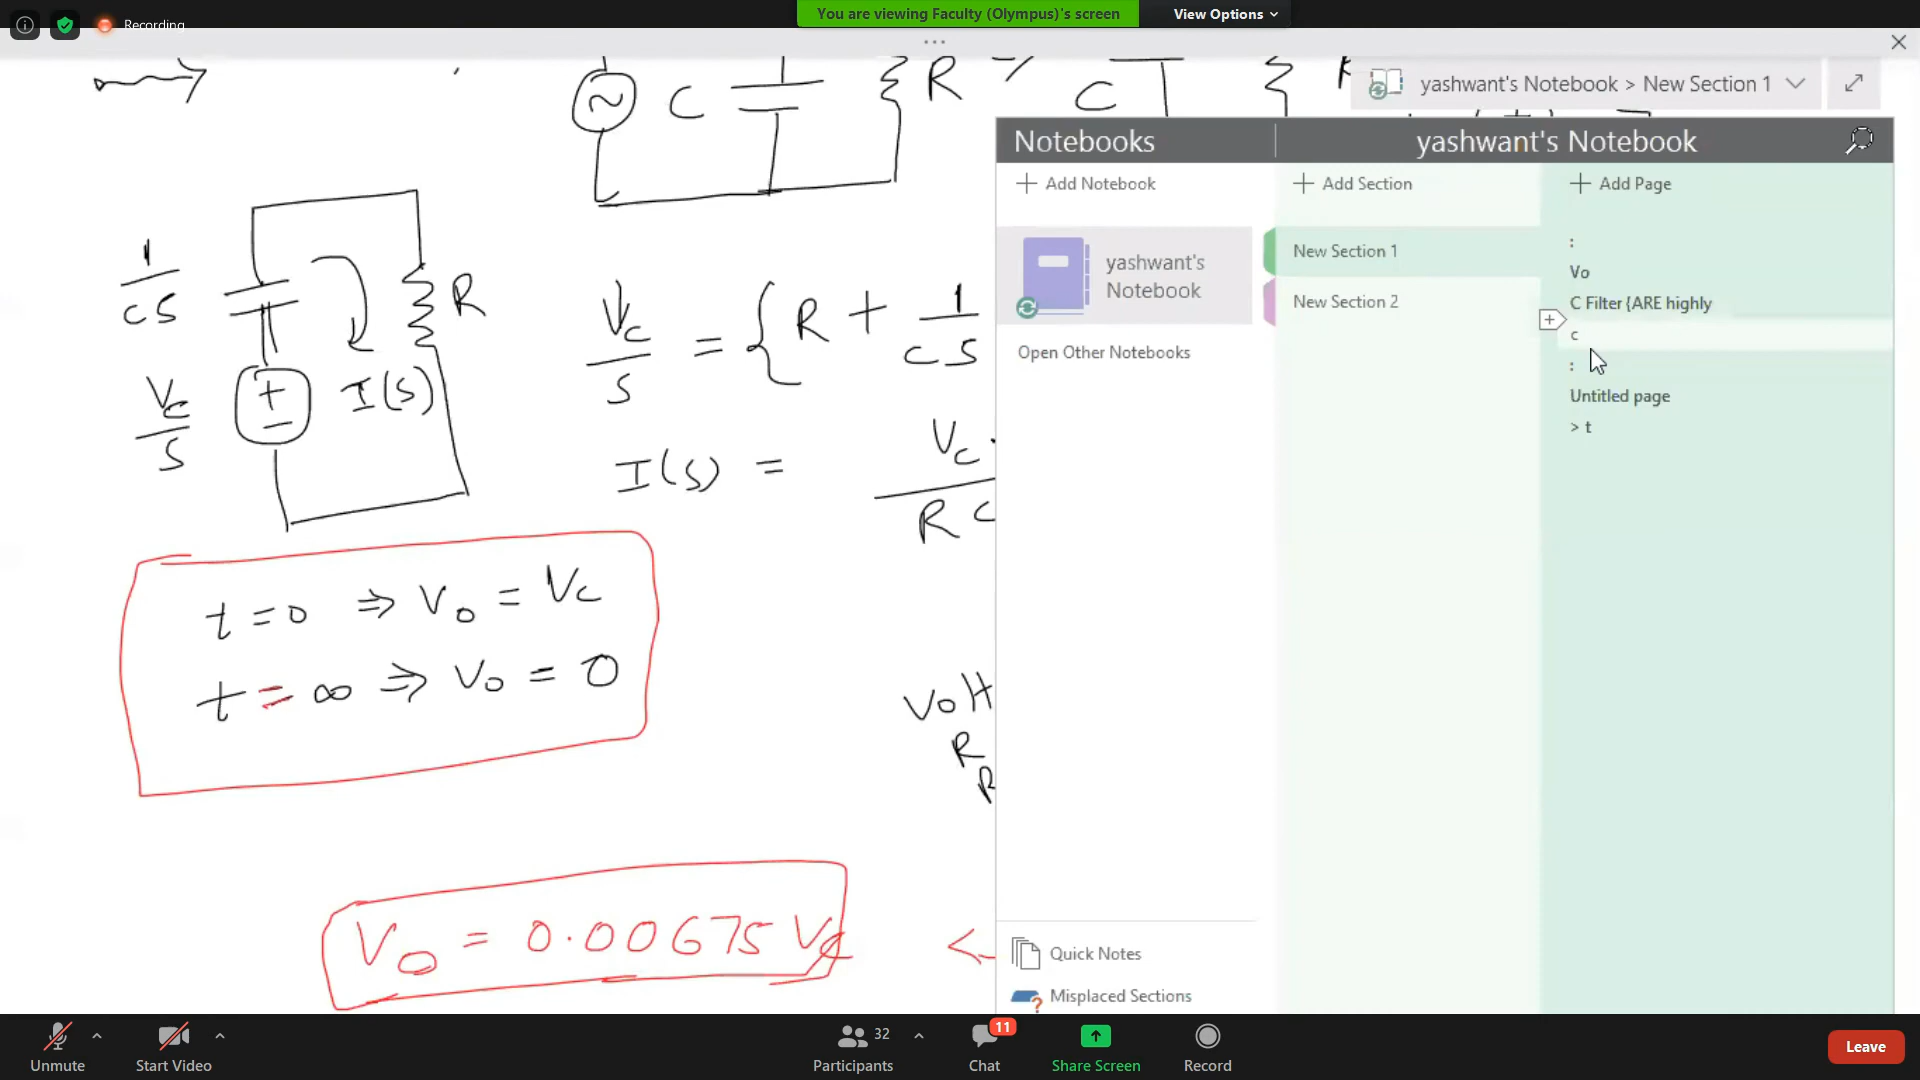 Recording
You are viewing Faculty (Olympus)'s screen
View Options
C
R
C
yashwant's Notebook > New Section 1
Notebooks
yashwant's Notebook
+ Add Notebook
+ Add Section
+ Add Page
yashwant's
Notebook
Open Other Notebooks
New Section 1
New Section 2
:
Vo
C Filter {ARE highly
c
:
Untitled page
> t
Quick Notes
Misplaced Sections
1/CS
R
Vc/S
+
−
I(S)
Vc/S = { R + 1/CS
I(S) = Vc ·
R C
t = 0 ⇒ Vo = Vc
t = ∞ ⇒ Vo = 0
Volt
R
R
Vo = 0.00675 Vc
Unmute
Start Video
Participants
32
Chat
11
Share Screen
Record
Leave